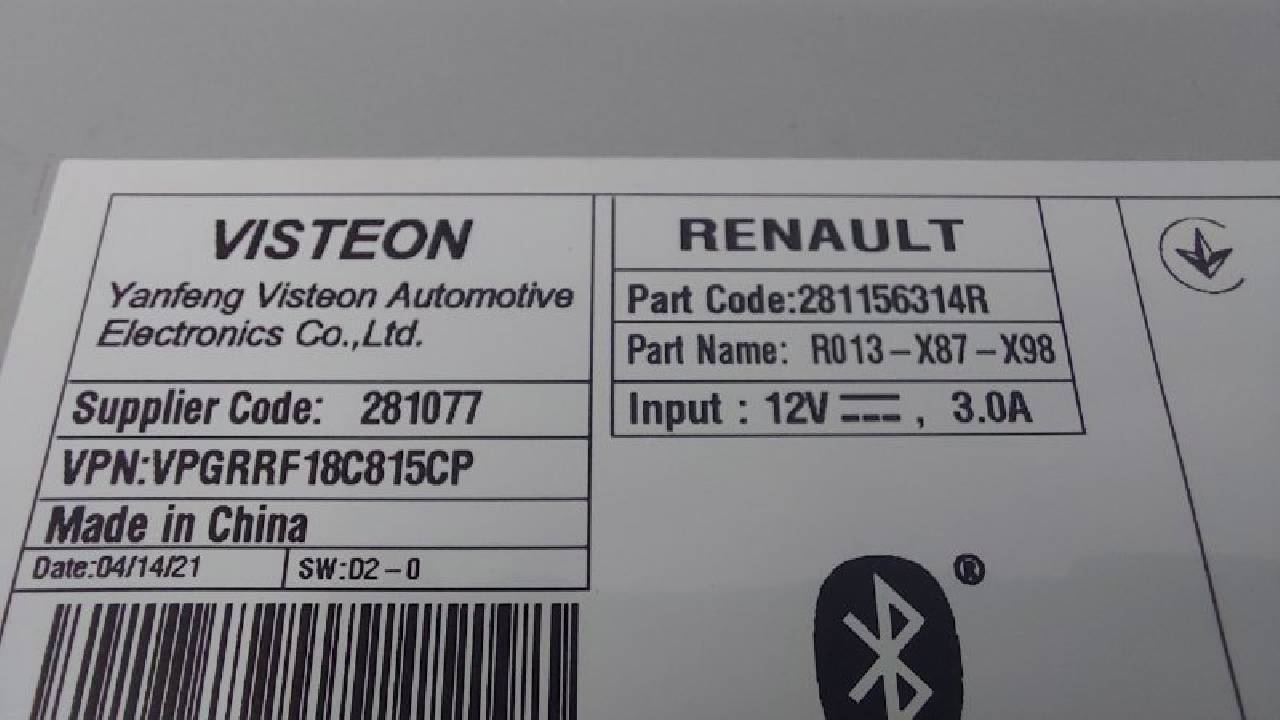 VISTEON
Yanfeng Visteon Automotive
Electronics Co.,Ltd.
Supplier Code: 281077
VPN:VPGRRF18C815CP
Made in China
Date:04/14/21 SW:D2-0
RENAULT
Part Code:281156314R
Part Name: R013-X87-X98
Input : 12V ⎓ , 3.0A
®